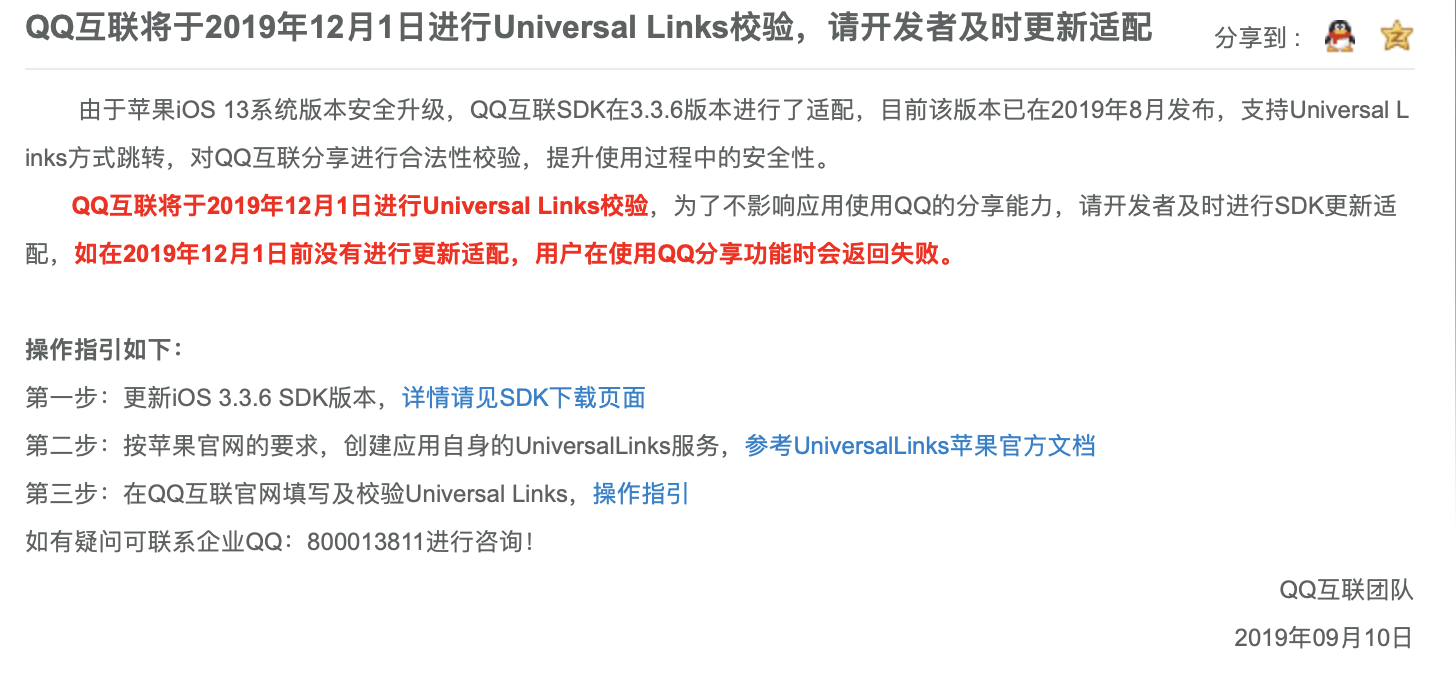 QQ互联将于2019年12月1日进行Universal Links校验，请开发者及时更新适配
分享到：
由于苹果iOS 13系统版本安全升级，QQ互联SDK在3.3.6版本进行了适配，目前该版本已在2019年8月发布，支持Universal L
inks方式跳转，对QQ互联分享进行合法性校验，提升使用过程中的安全性。
QQ互联将于2019年12月1日进行Universal Links校验，为了不影响应用使用QQ的分享能力，请开发者及时进行SDK更新适
配，如在2019年12月1日前没有进行更新适配，用户在使用QQ分享功能时会返回失败。
操作指引如下：
第一步：更新iOS 3.3.6 SDK版本，详情请见SDK下载页面
第二步：按苹果官网的要求，创建应用自身的UniversalLinks服务，参考UniversalLinks苹果官方文档
第三步：在QQ互联官网填写及校验Universal Links，操作指引
如有疑问可联系企业QQ：800013811进行咨询！
QQ互联团队
2019年09月10日